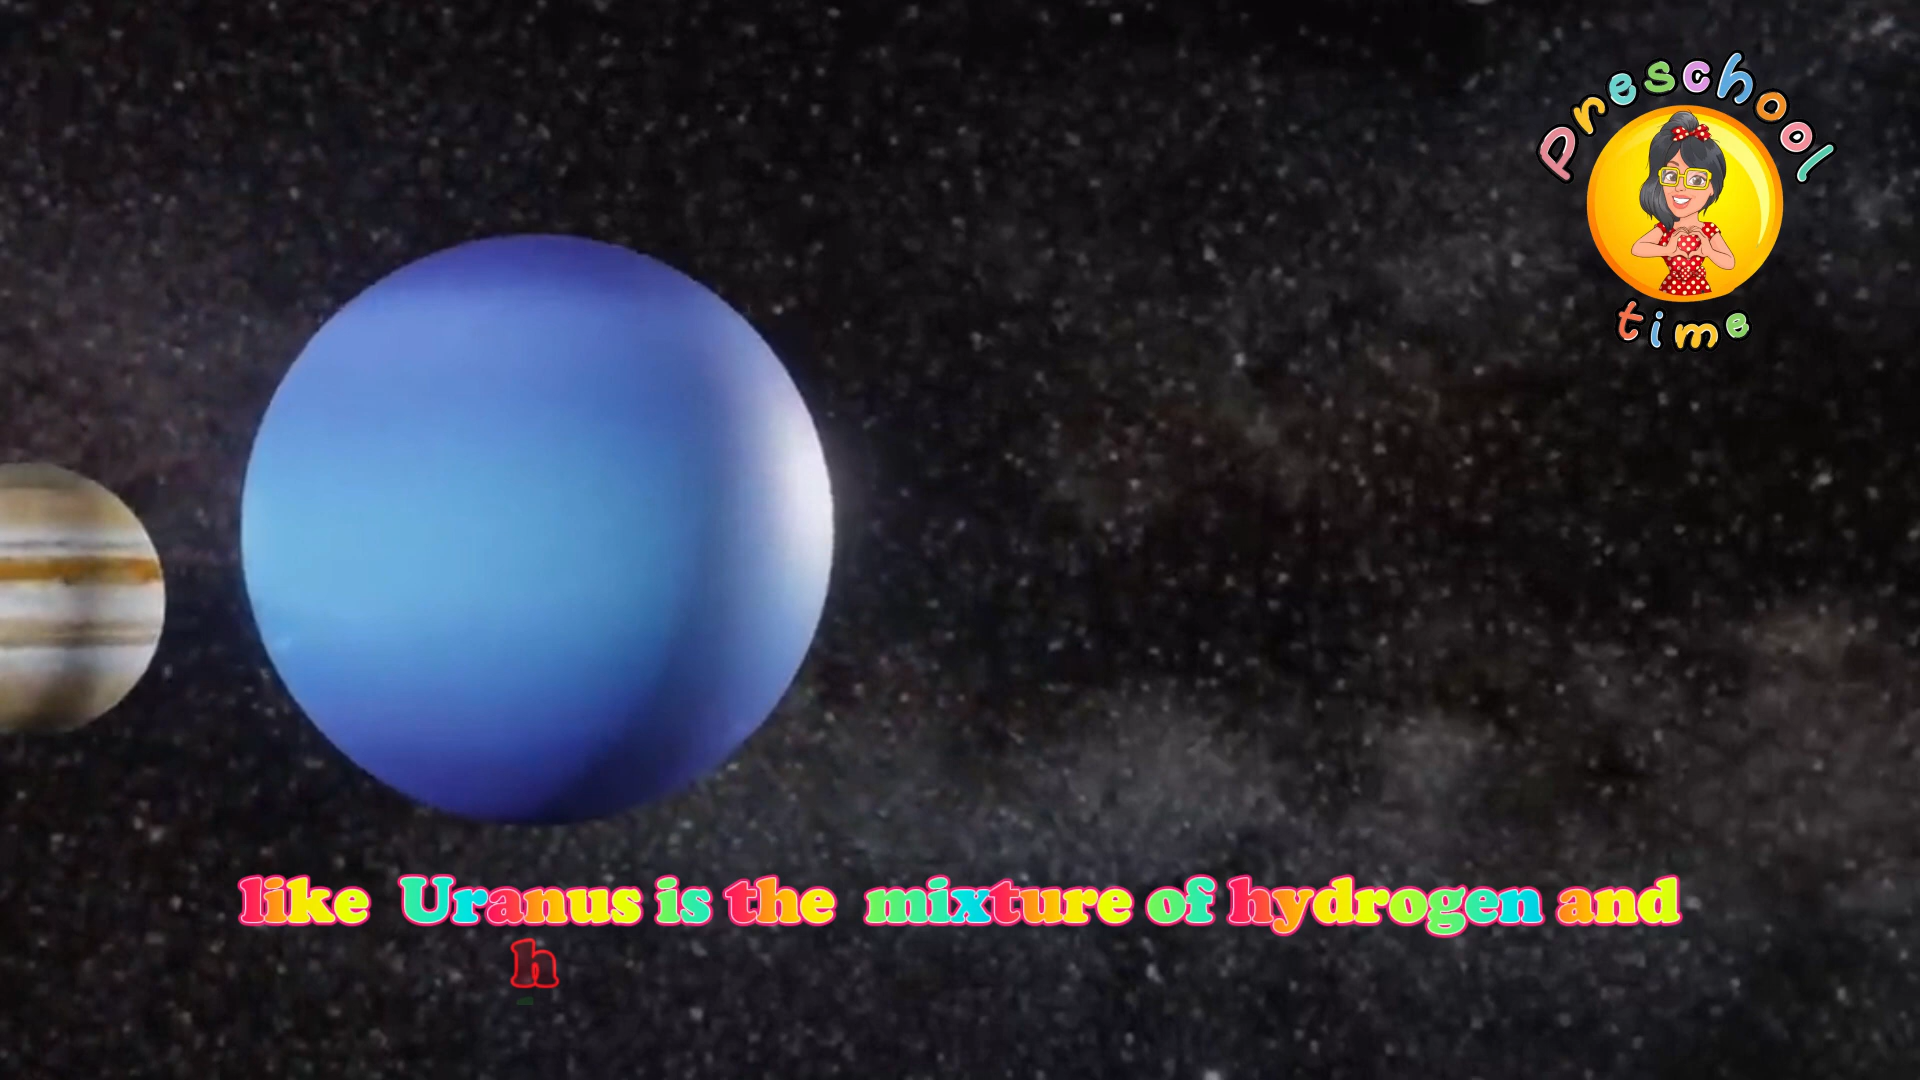 Preschool
time
like Uranus is the mixture of hydrogen and
h